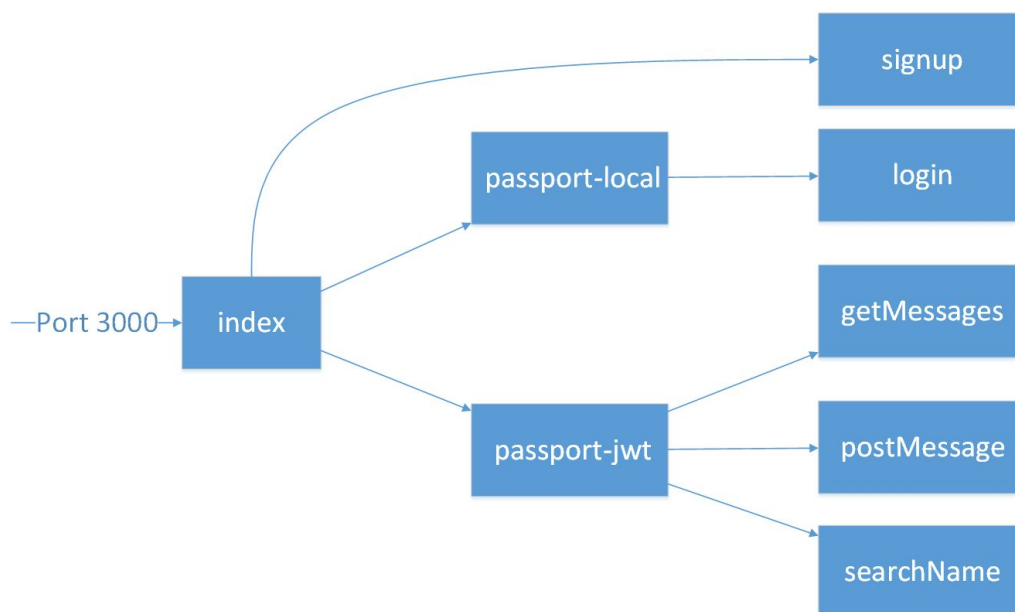 signup
passport-local
login
Port 3000
index
getMessages
passport-jwt
postMessage
searchName